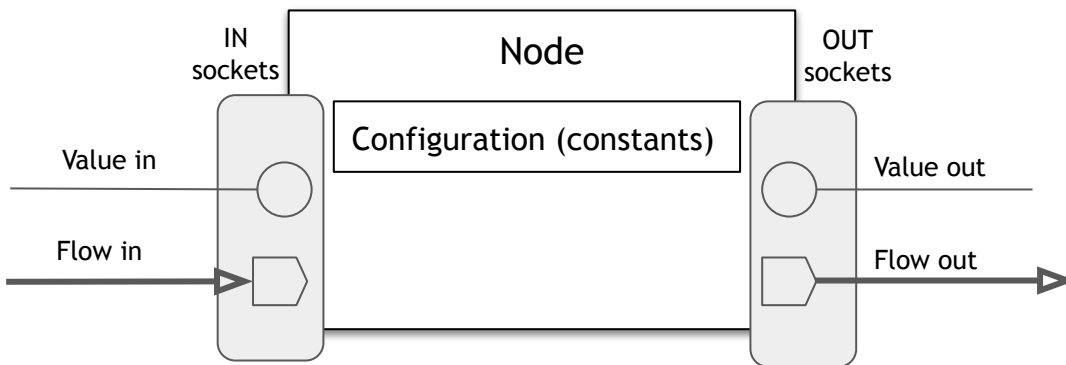 IN
sockets
Node
OUT
sockets
Configuration (constants)
Value in
Value out
Flow in
Flow out